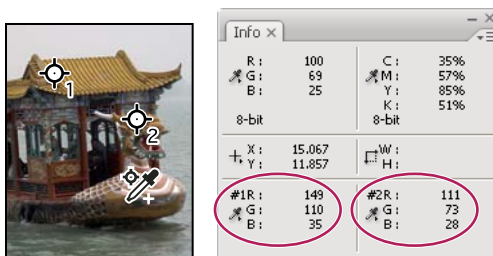 1
2
Info ×
R: 100 C: 35%
G: 69 M: 57%
B: 25 Y: 85%
K: 51%
8-bit 8-bit
X: 15.067 W:
Y: 11.857 H:
#1R: 149 #2R: 111
G: 110 G: 73
B: 35 B: 28